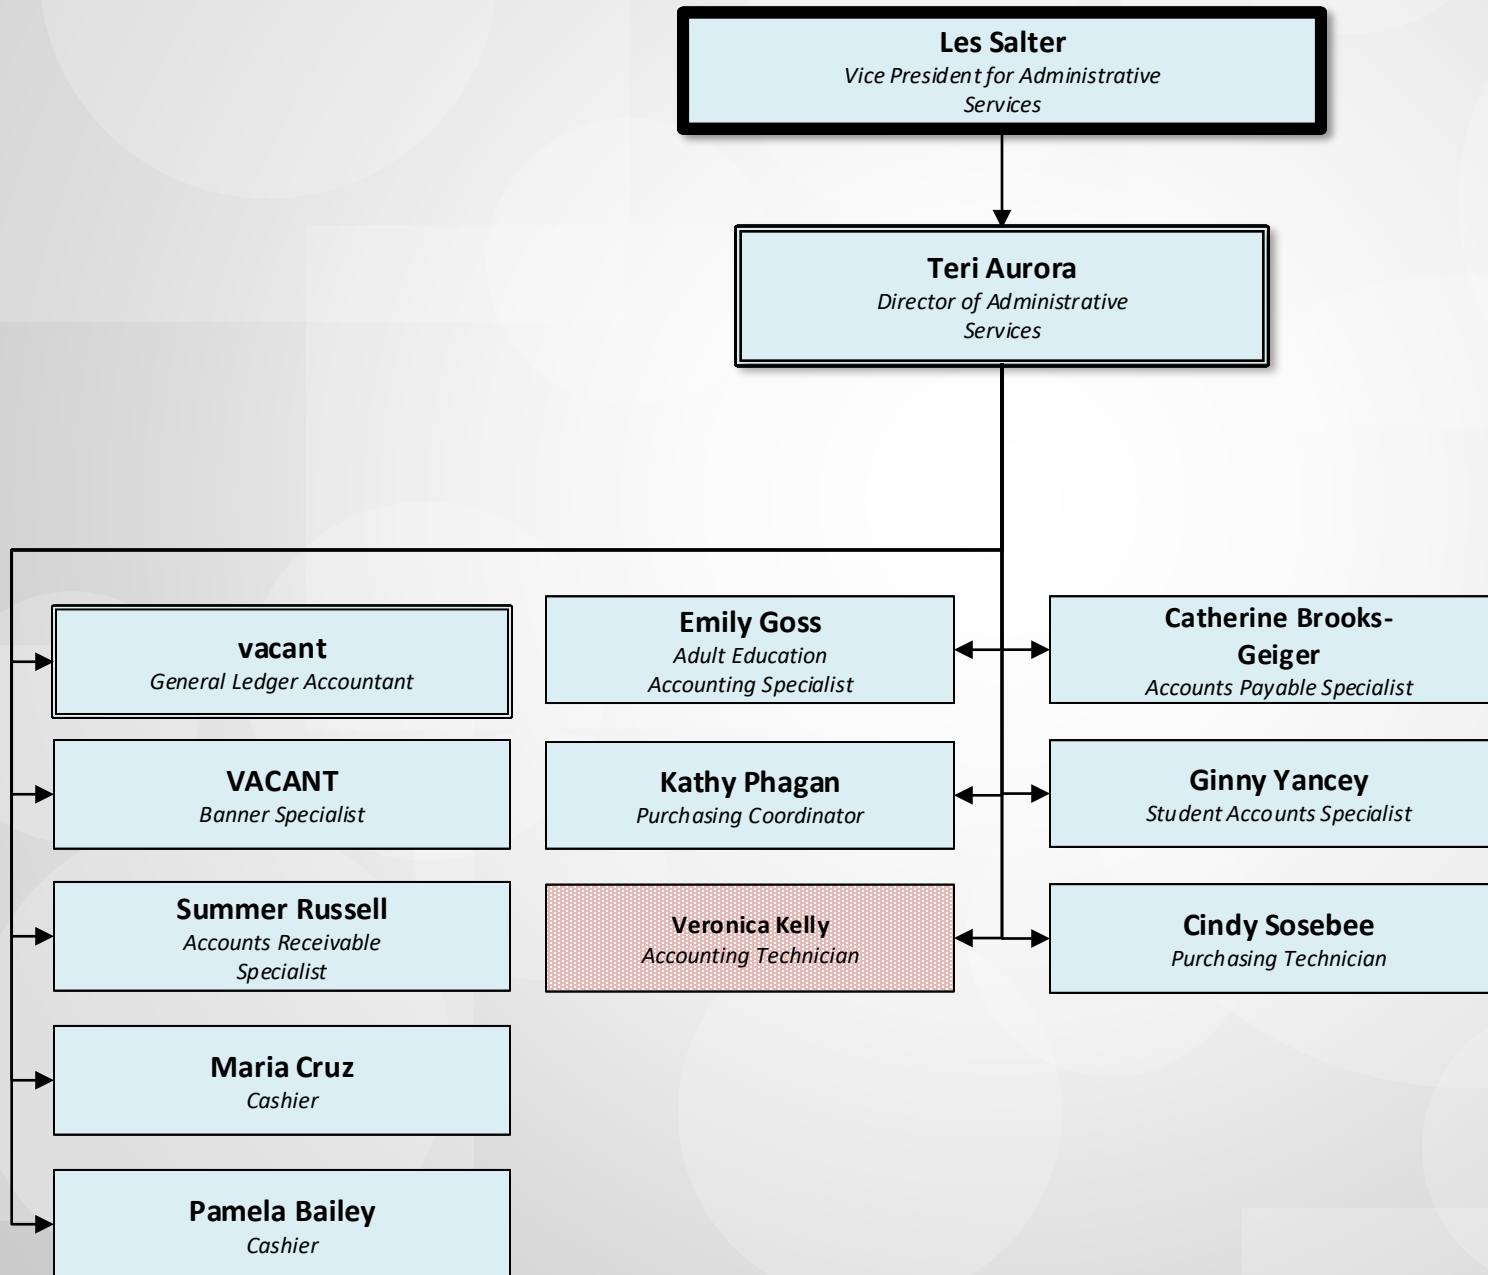 Les Salter
Vice President for Administrative
Services
Teri Aurora
Director of Administrative
Services
vacant
General Ledger Accountant
VACANT
Banner Specialist
Summer Russell
Accounts Receivable
Specialist
Maria Cruz
Cashier
Pamela Bailey
Cashier
Emily Goss
Adult Education
Accounting Specialist
Kathy Phagan
Purchasing Coordinator
Veronica Kelly
Accounting Technician
Catherine Brooks-
Geiger
Accounts Payable Specialist
Ginny Yancey
Student Accounts Specialist
Cindy Sosebee
Purchasing Technician